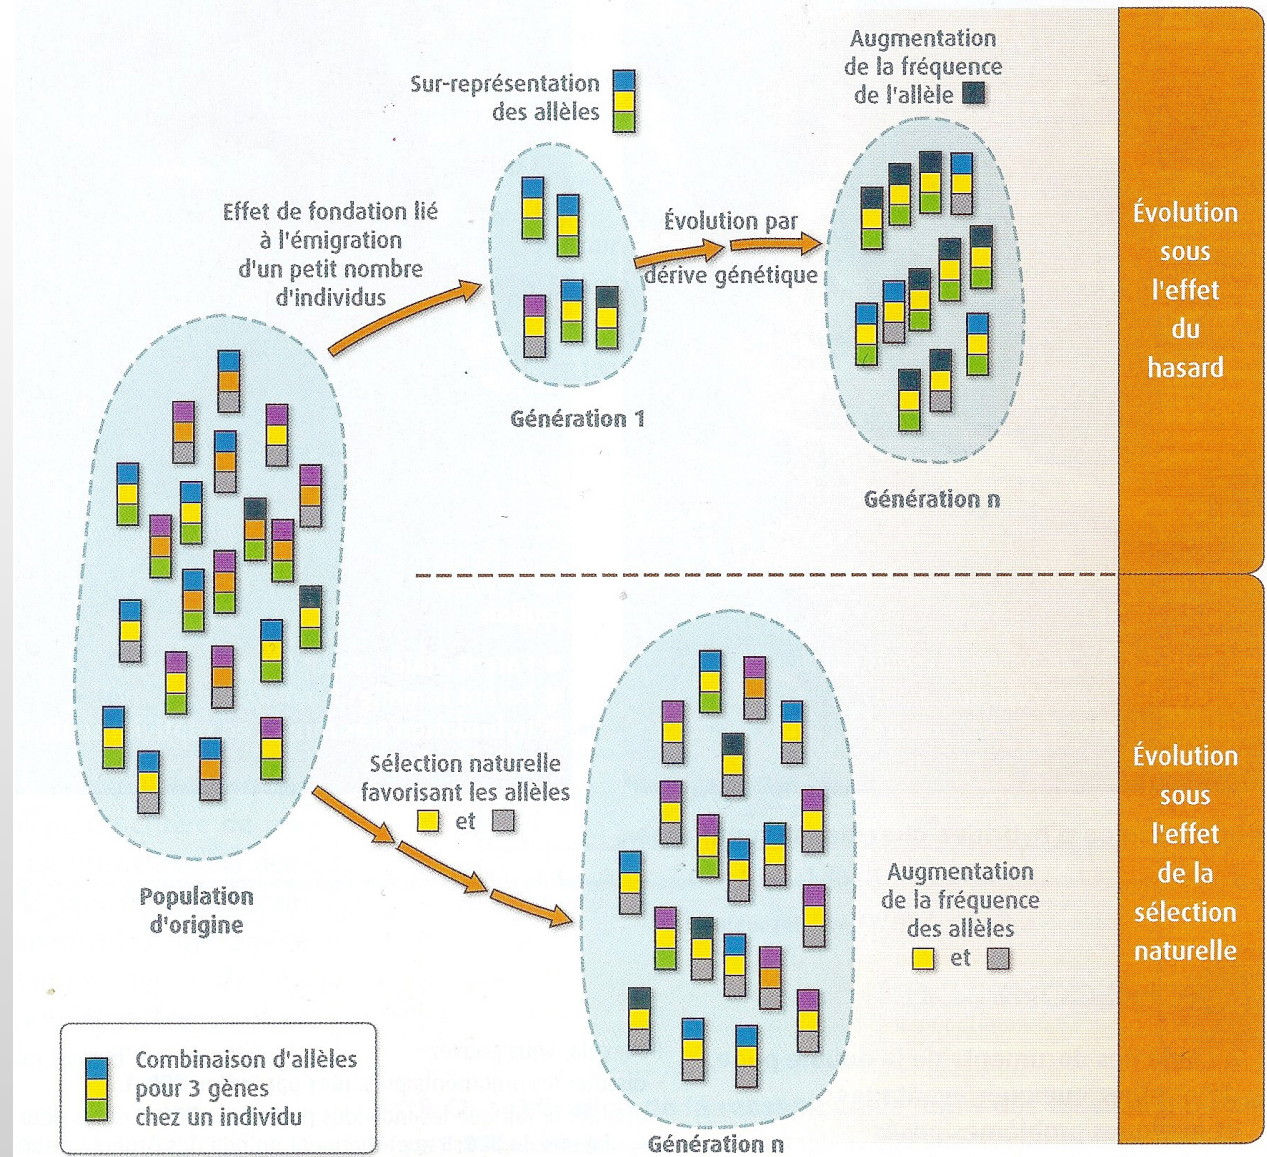 Augmentation
de la fréquence
de l'allèle
Sur-représentation
des allèles
Effet de fondation lié
à l'émigration
d'un petit nombre
d'individus
Évolution par
dérive génétique
Évolution
sous
l'effet
du
hasard
Génération 1
Génération n
Sélection naturelle
favorisant les allèles
et
Évolution
sous
l'effet
de la
sélection
naturelle
Augmentation
de la fréquence
des allèles
et
Population
d'origine
Combinaison d'allèles
pour 3 gènes
chez un individu
Génération n